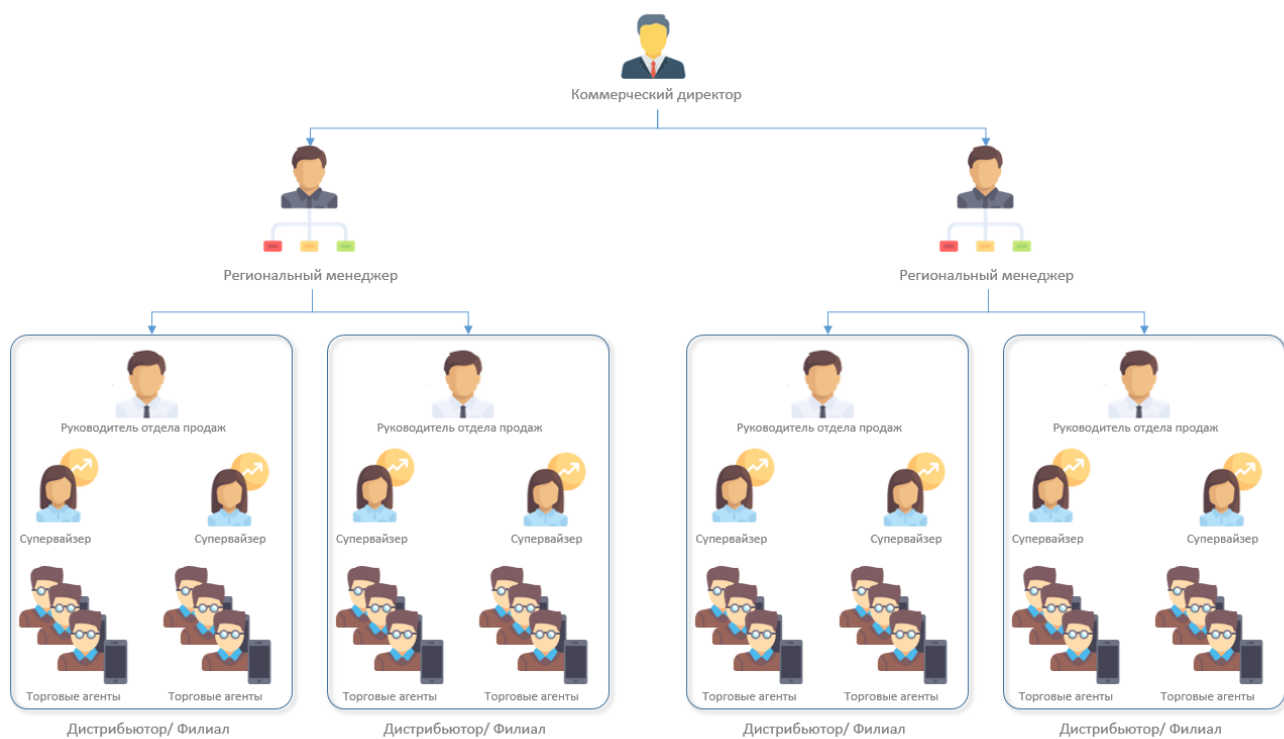 Коммерческий директор
Региональный менеджер
Региональный менеджер
Руководитель отдела продаж
Руководитель отдела продаж
Руководитель отдела продаж
Руководитель отдела продаж
Супервайзер
Супервайзер
Супервайзер
Супервайзер
Супервайзер
Супервайзер
Супервайзер
Супервайзер
Торговые агенты
Торговые агенты
Торговые агенты
Торговые агенты
Торговые агенты
Торговые агенты
Торговые агенты
Торговые агенты
Дистрибьютор/ Филиал
Дистрибьютор/ Филиал
Дистрибьютор/ Филиал
Дистрибьютор/ Филиал